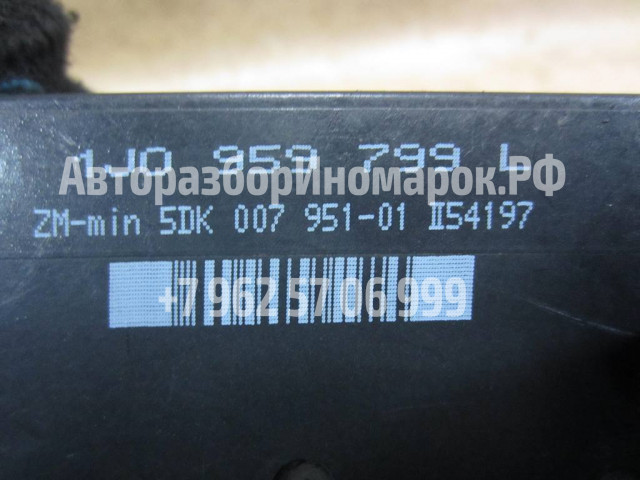 1J0 959 799 L
АвторазборИномарок.РФ
ZM-min 5DK 007 951-01 II54197
+7 962 57 06 999